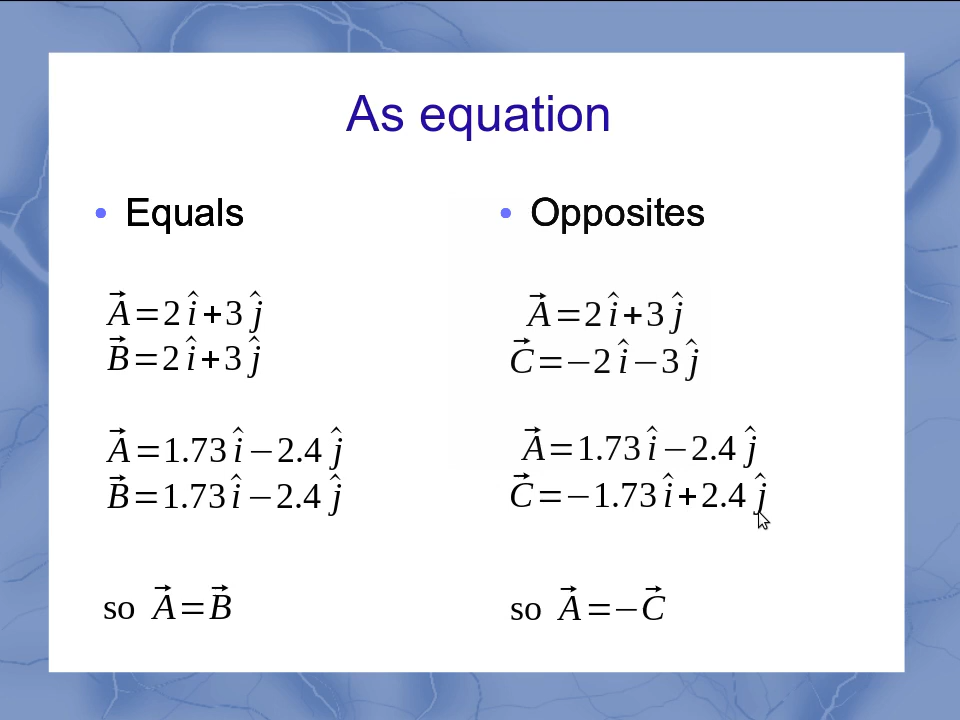 As equation
• Equals
A⃗ = 2 î + 3 ĵ
B⃗ = 2 î + 3 ĵ
A⃗ = 1.73 î − 2.4 ĵ
B⃗ = 1.73 î − 2.4 ĵ
so A⃗ = B⃗
• Opposites
A⃗ = 2 î + 3 ĵ
C⃗ = −2 î − 3 ĵ
A⃗ = 1.73 î − 2.4 ĵ
C⃗ = −1.73 î + 2.4 ĵ
so A⃗ = −C⃗